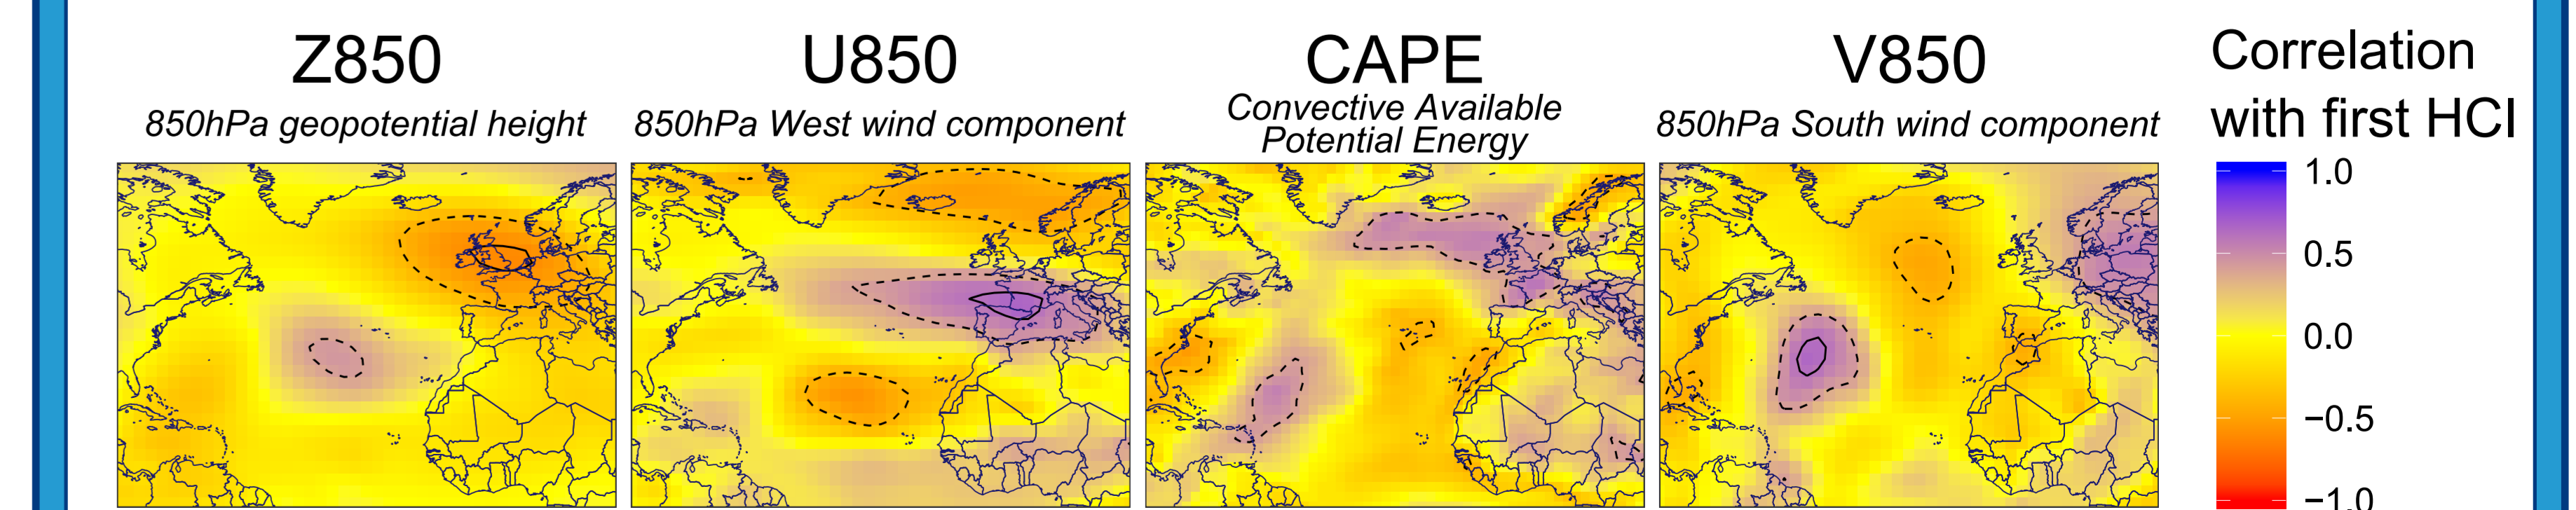 Z850
850hPa geopotential height
U850
850hPa West wind component
CAPE
Convective Available
Potential Energy
V850
850hPa South wind component
Correlation
with first HCI
1.0
0.5
0.0
−0.5
−1.0